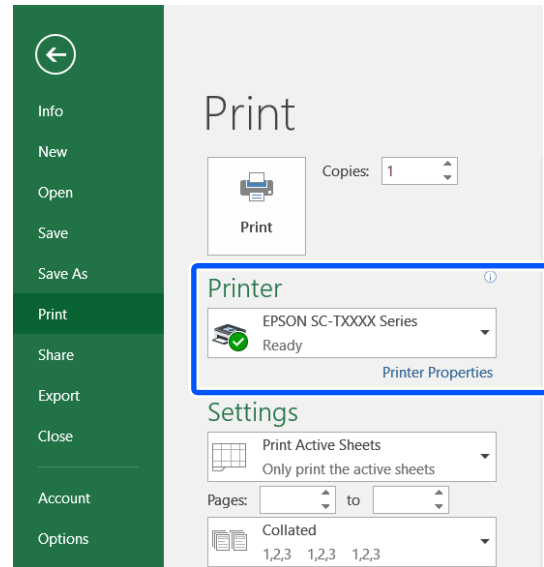 Info
New
Open
Save
Save As
Print
Share
Export
Close
Account
Options
Print
Copies: 1
Print
Printer
EPSON SC-TXXXX Series
Ready
Printer Properties
Settings
Print Active Sheets
Only print the active sheets
Pages: to
Collated
1,2,3 1,2,3 1,2,3